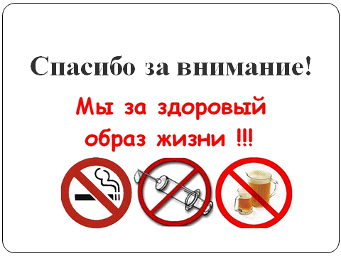 Спасибо за внимание!
Мы за здоровый
образ жизни !!!